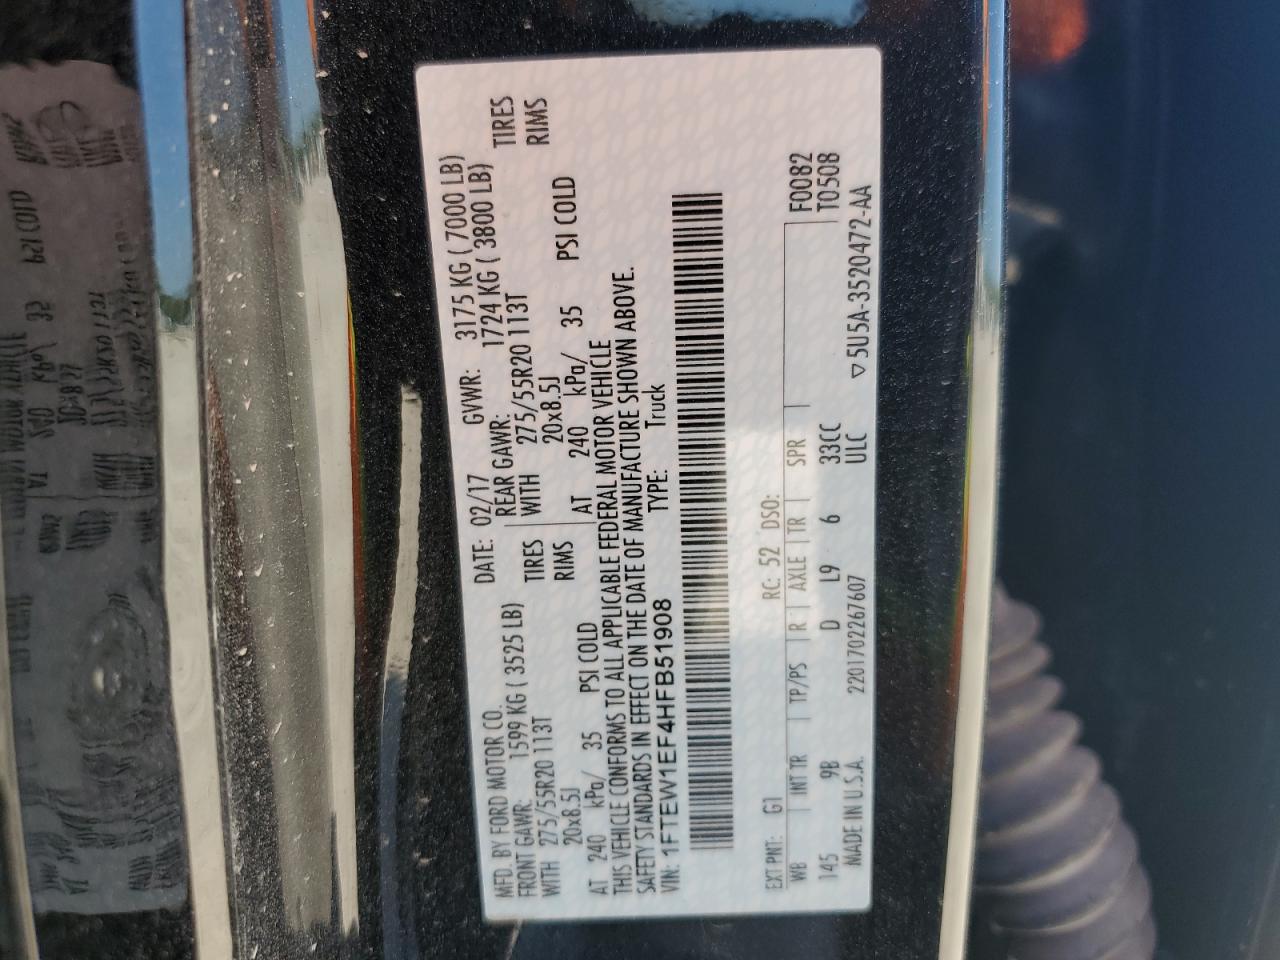 MFD. BY FORD MOTOR CO. DATE: 02/17 GVWR: 3175 KG ( 7000 LB)
FRONT GAWR: 1599 KG ( 3525 LB) REAR GAWR: 1724 KG ( 3800 LB)
WITH 275/55R20 113T TIRES WITH 275/55R20 113T TIRES
20x8.5J RIMS 20x8.5J RIMS
AT 240 kPa/ 35 PSI COLD AT 240 kPa/ 35 PSI COLD
THIS VEHICLE CONFORMS TO ALL APPLICABLE FEDERAL MOTOR VEHICLE
SAFETY STANDARDS IN EFFECT ON THE DATE OF MANUFACTURE SHOWN ABOVE.
VIN: 1FTEW1EF4HFB51908 TYPE: Truck
EXT PNT: G1 RC: 52 DSO:
WB INT TR TP/PS R AXLE TR SPR F0082
145 9B D L9 6 33CC T0508
MADE IN U.S.A. 2201702267607 ULC ▽ 5U5A-3520472-AA